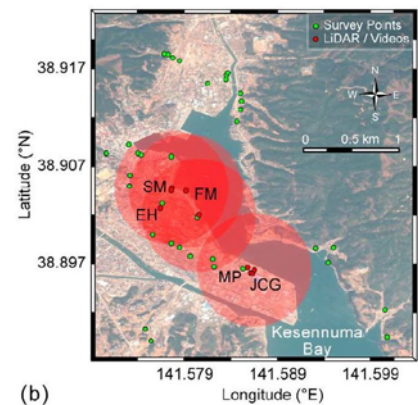 Survey Points
LiDAR / Videos
N
W E
S
0 0.5 1
km
38.917
38.907
38.897
Latitude (°N)
SM
FM
EH
MP
JCG
Kesennuma
Bay
141.579 141.589 141.599
Longitude (°E)
(b)